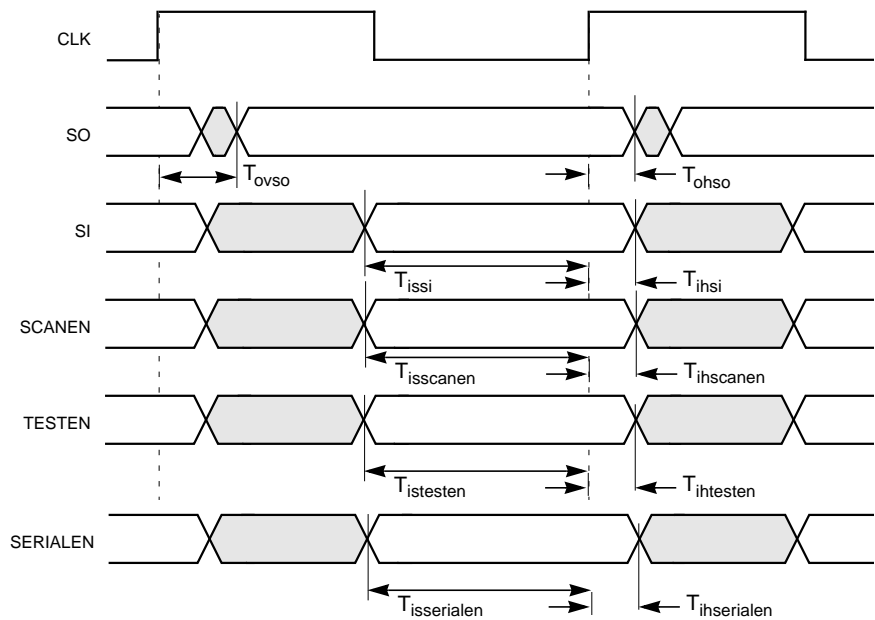 CLK
SO
Tovso
Tohso
SI
Tissi
Tihsi
SCANEN
Tisscanen
Tihscanen
TESTEN
Tistesten
Tihtesten
SERIALEN
Tisserialen
Tihserialen